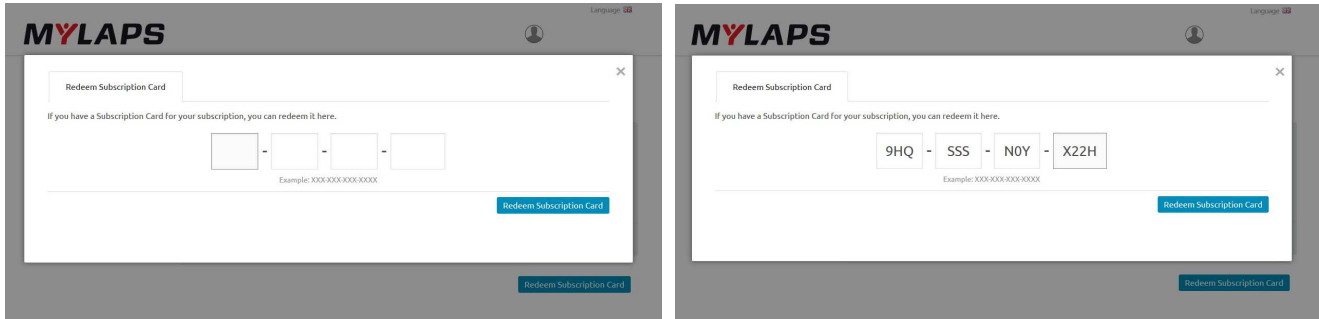 Language
MYLAPS
Redeem Subscription Card
If you have a Subscription Card for your subscription, you can redeem it here.
- - -
Example: XXX-XXX-XXX-XXXX
Redeem Subscription Card
Redeem Subscription Card
Language
MYLAPS
Redeem Subscription Card
If you have a Subscription Card for your subscription, you can redeem it here.
9HQ - SSS - N0Y - X22H
Example: XXX-XXX-XXX-XXXX
Redeem Subscription Card
Redeem Subscription Card